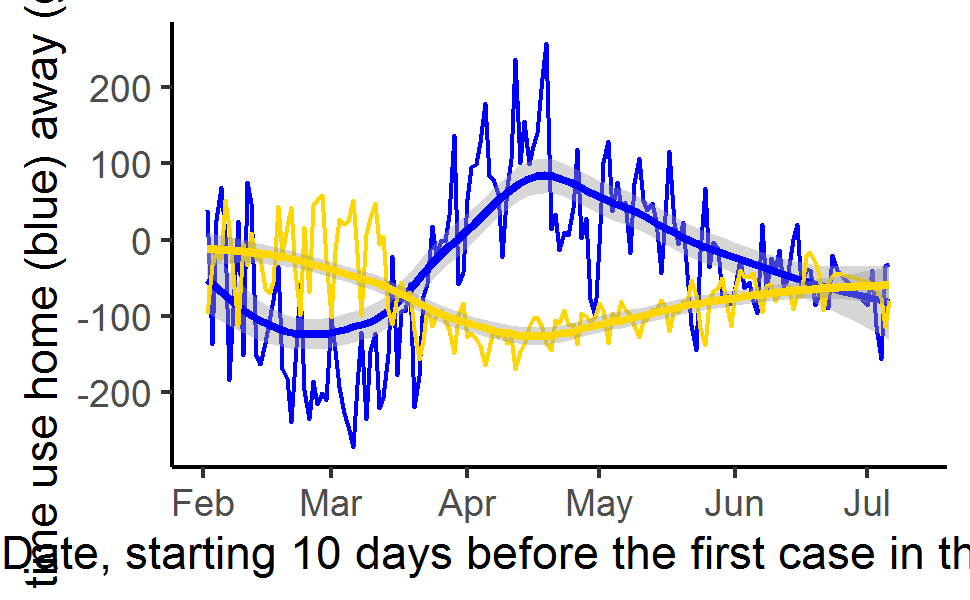 time use home (blue) away (
200
100
0
-100
-200
Feb Mar Apr May Jun Jul
Date, starting 10 days before the first case in th